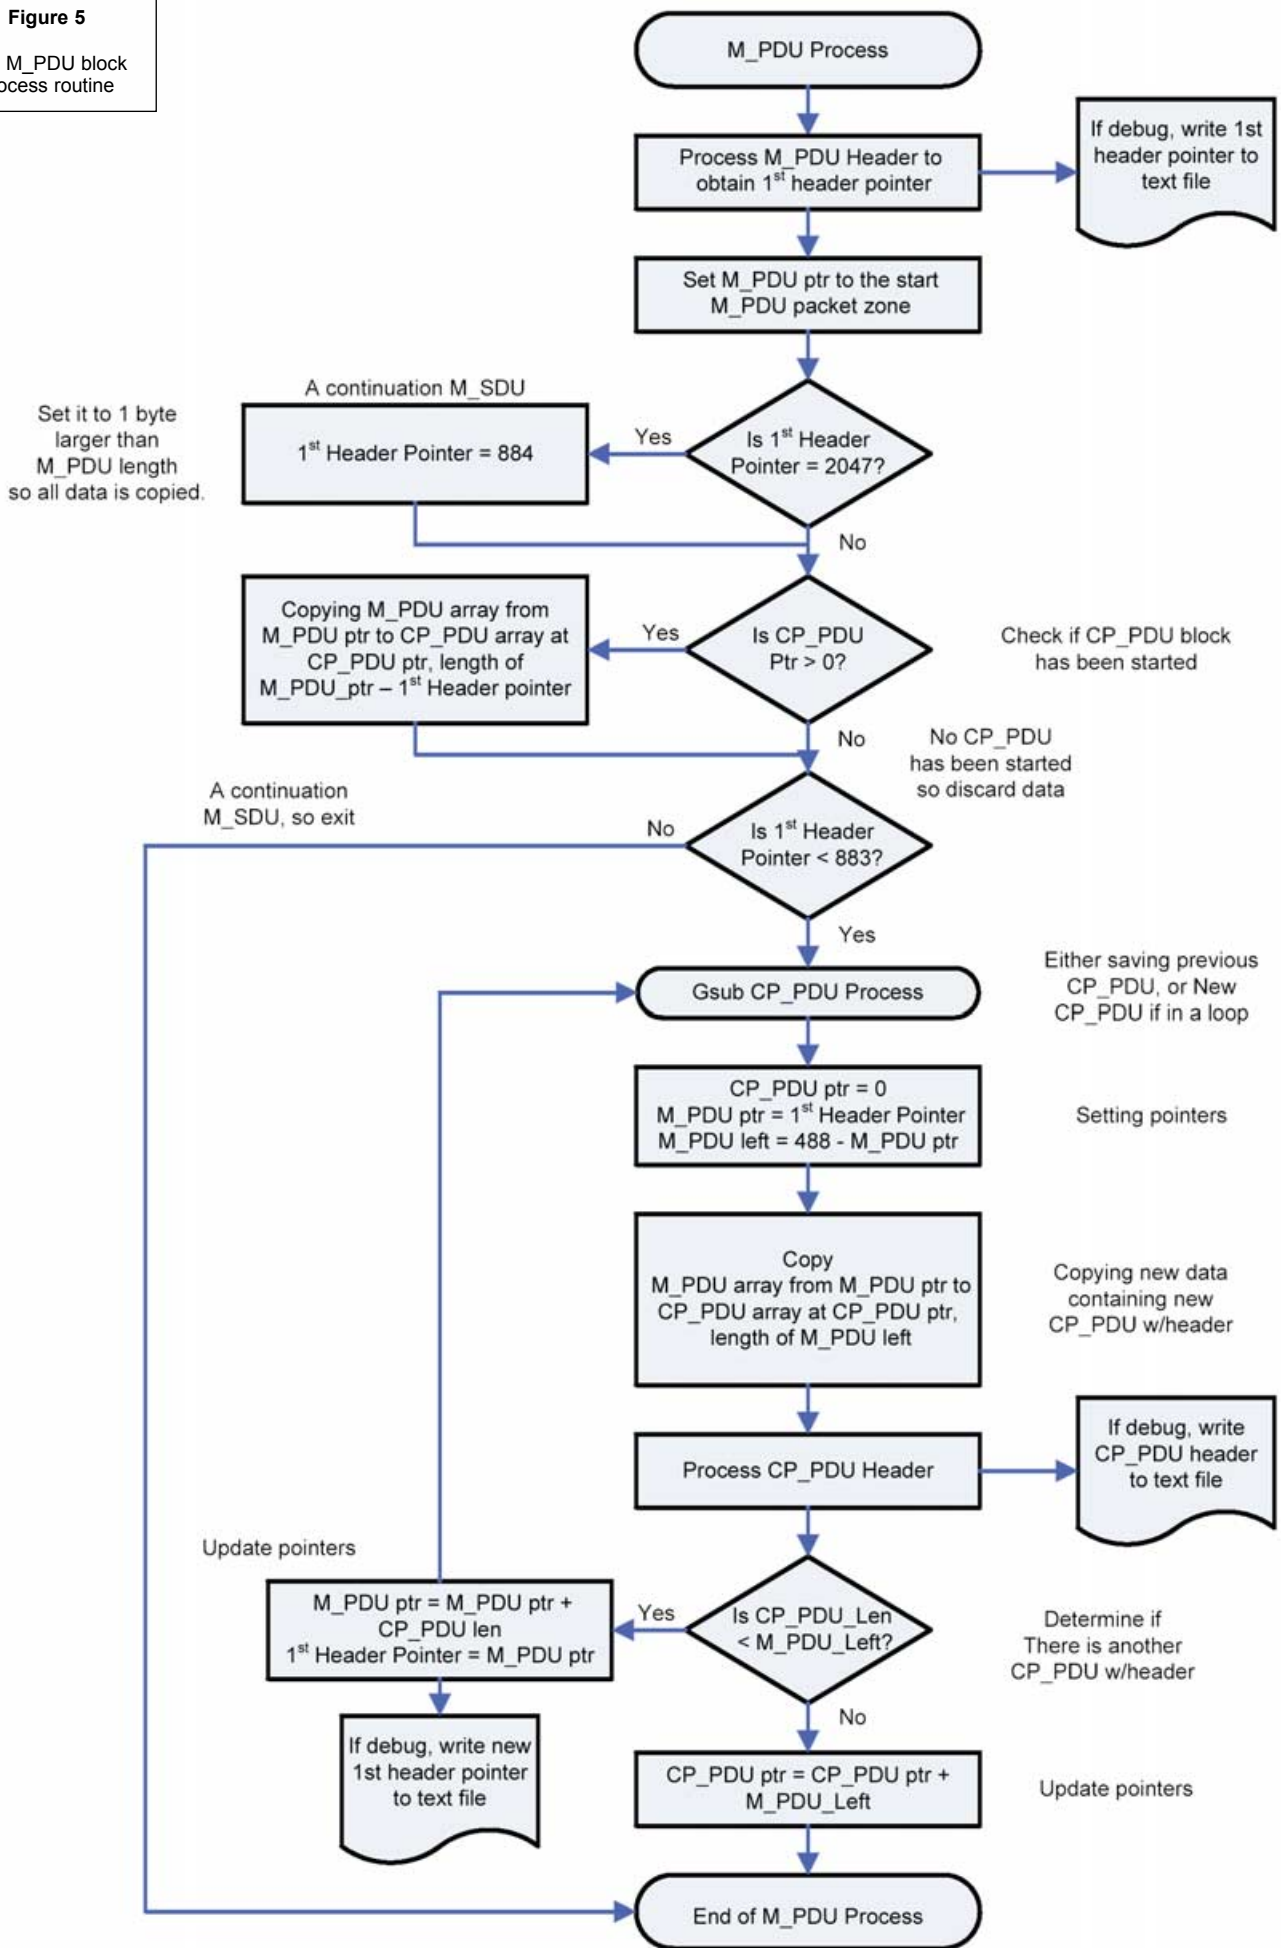 Figure 5
M_PDU block
ocess routine
M_PDU Process
Process M_PDU Header to
obtain 1st header pointer
If debug, write 1st
header pointer to
text file
Set M_PDU ptr to the start
M_PDU packet zone
A continuation M_SDU
Set it to 1 byte
larger than
M_PDU length
so all data is copied.
1st Header Pointer = 884
Yes
Is 1st Header
Pointer = 2047?
No
Copying M_PDU array from
M_PDU ptr to CP_PDU array at
CP_PDU ptr, length of
M_PDU_ptr – 1st Header pointer
Yes
Is CP_PDU
Ptr > 0?
Check if CP_PDU block
has been started
No
No CP_PDU
has been started
so discard data
A continuation
M_SDU, so exit
No
Is 1st Header
Pointer < 883?
Yes
Gsub CP_PDU Process
Either saving previous
CP_PDU, or New
CP_PDU if in a loop
CP_PDU ptr = 0
M_PDU ptr = 1st Header Pointer
M_PDU left = 488 - M_PDU ptr
Setting pointers
Copy
M_PDU array from M_PDU ptr to
CP_PDU array at CP_PDU ptr,
length of M_PDU left
Copying new data
containing new
CP_PDU w/header
Process CP_PDU Header
If debug, write
CP_PDU header
to text file
Update pointers
M_PDU ptr = M_PDU ptr +
CP_PDU len
1st Header Pointer = M_PDU ptr
Yes
Is CP_PDU_Len
< M_PDU_Left?
Determine if
There is another
CP_PDU w/header
No
If debug, write new
1st header pointer
to text file
CP_PDU ptr = CP_PDU ptr +
M_PDU_Left
Update pointers
End of M_PDU Process